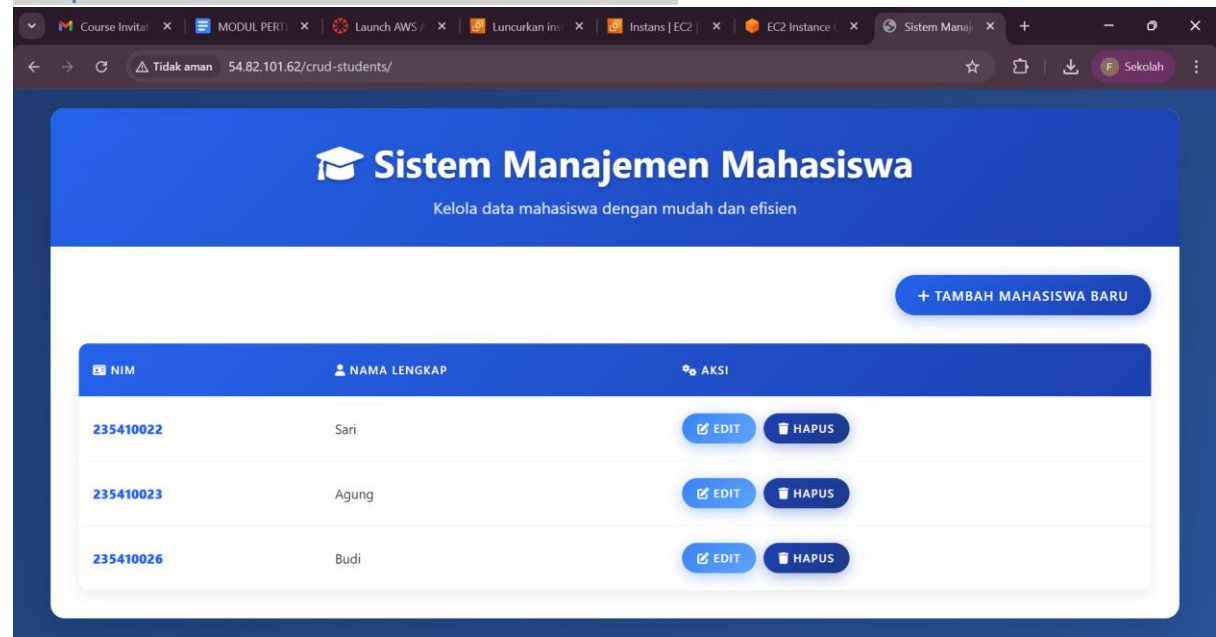 Course Invitat
MODUL PERT
Launch AWS A
Luncurkan ins
Instans | EC2 |
EC2 Instance
Sistem Manaj
Tidak aman
54.82.101.62/crud-students/
F
Sekolah
Sistem Manajemen Mahasiswa
Kelola data mahasiswa dengan mudah dan efisien
+ TAMBAH MAHASISWA BARU
NIM NAMA LENGKAP AKSI
235410022 Sari EDIT HAPUS
235410023 Agung EDIT HAPUS
235410026 Budi EDIT HAPUS